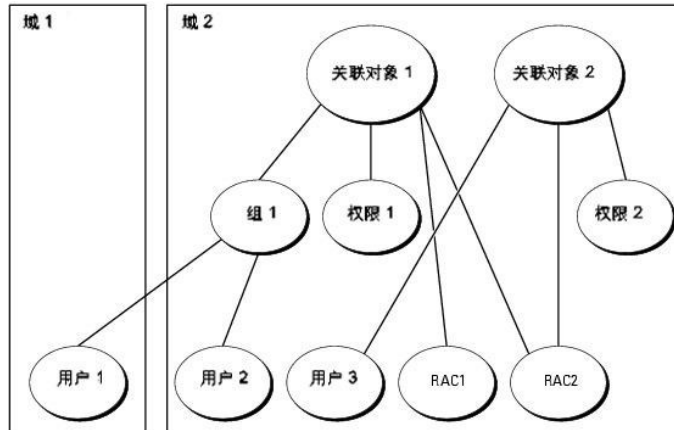 域 1
域 2
关联对象 1
关联对象 2
组 1
权限 1
权限 2
用户 1
用户 2
用户 3
RAC1
RAC2